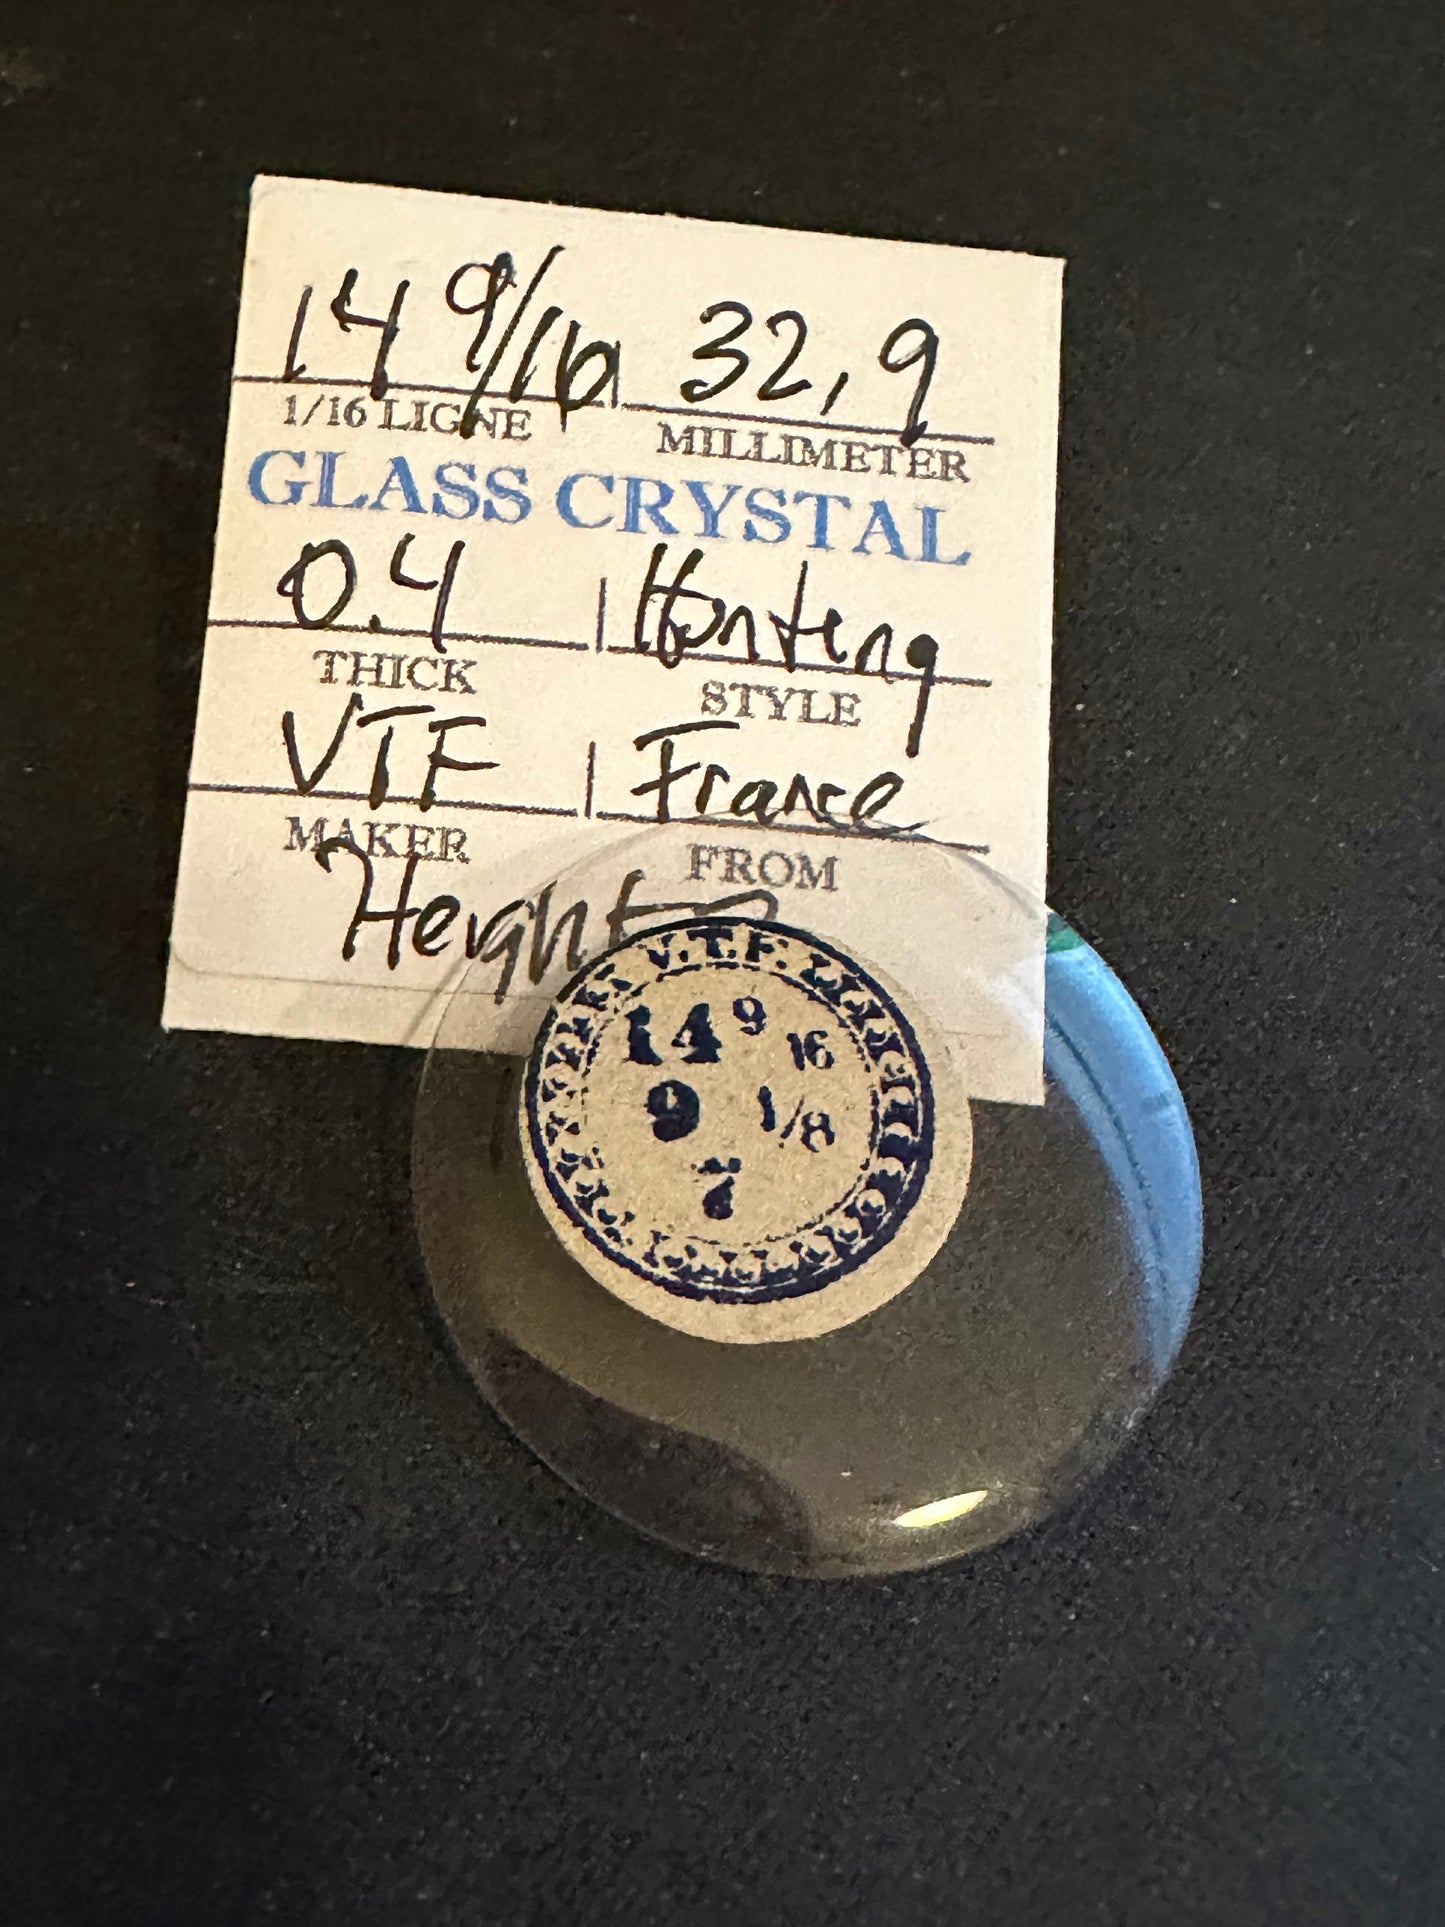 14 9/16 32,9
1/16 LIGNE MILLIMETER
GLASS CRYSTAL
0.4 Hunting
THICK STYLE
VTF France
MAKER FROM
Height
V.T.F.
14 9 16
9 1/8
7